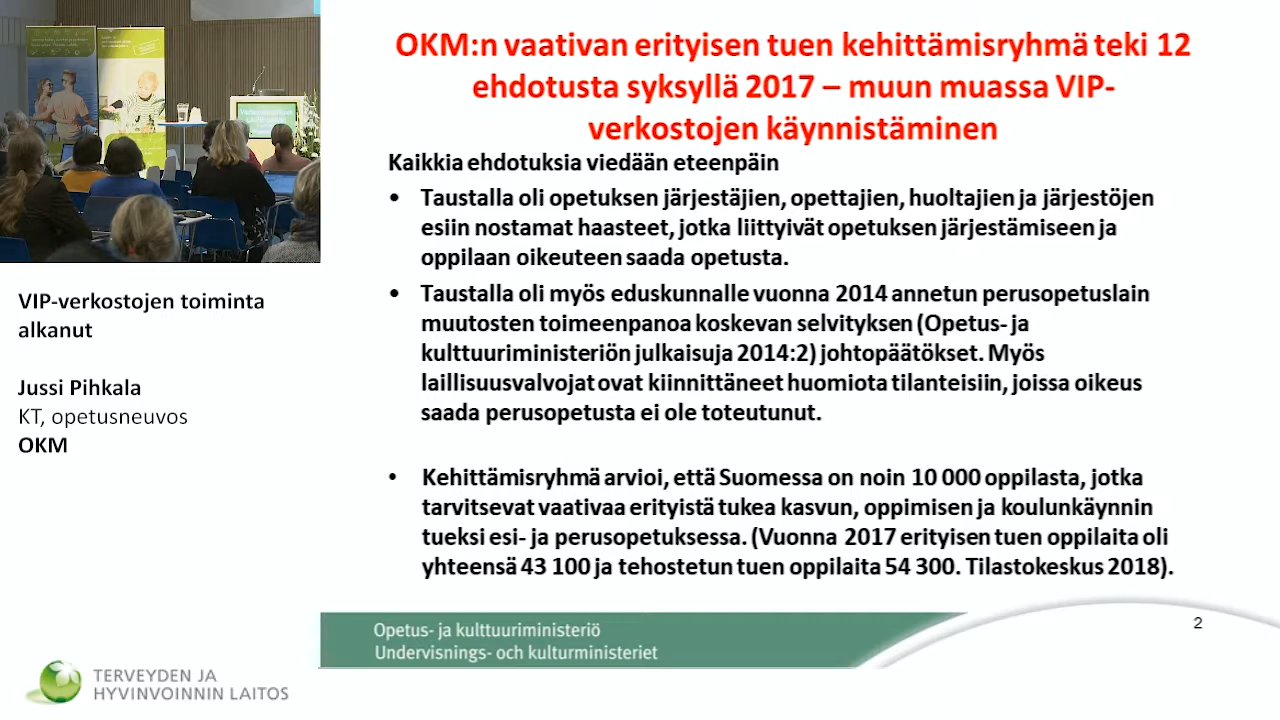 OKM:n vaativan erityisen tuen kehittämisryhmä teki 12
ehdotusta syksyllä 2017 – muun muassa VIP-
verkostojen käynnistäminen
Kaikkia ehdotuksia viedään eteenpäin
• Taustalla oli opetuksen järjestäjien, opettajien, huoltajien ja järjestöjen
esiin nostamat haasteet, jotka liittyivät opetuksen järjestämiseen ja
oppilaan oikeuteen saada opetusta.
• Taustalla oli myös eduskunnalle vuonna 2014 annetun perusopetuslain
muutosten toimeenpanoa koskevan selvityksen (Opetus- ja
kulttuuriministeriön julkaisuja 2014:2) johtopäätökset. Myös
laillisuusvalvojat ovat kiinnittäneet huomiota tilanteisiin, joissa oikeus
saada perusopetusta ei ole toteutunut.
• Kehittämisryhmä arvioi, että Suomessa on noin 10 000 oppilasta, jotka
tarvitsevat vaativaa erityistä tukea kasvun, oppimisen ja koulunkäynnin
tueksi esi- ja perusopetuksessa. (Vuonna 2017 erityisen tuen oppilaita oli
yhteensä 43 100 ja tehostetun tuen oppilaita 54 300. Tilastokeskus 2018).
VIP-verkostojen toiminta
alkanut
Jussi Pihkala
KT, opetusneuvos
OKM
Opetus- ja kulttuuriministeriö
Undervisnings- och kulturministeriet
2
TERVEYDEN JA
HYVINVOINNIN LAITOS